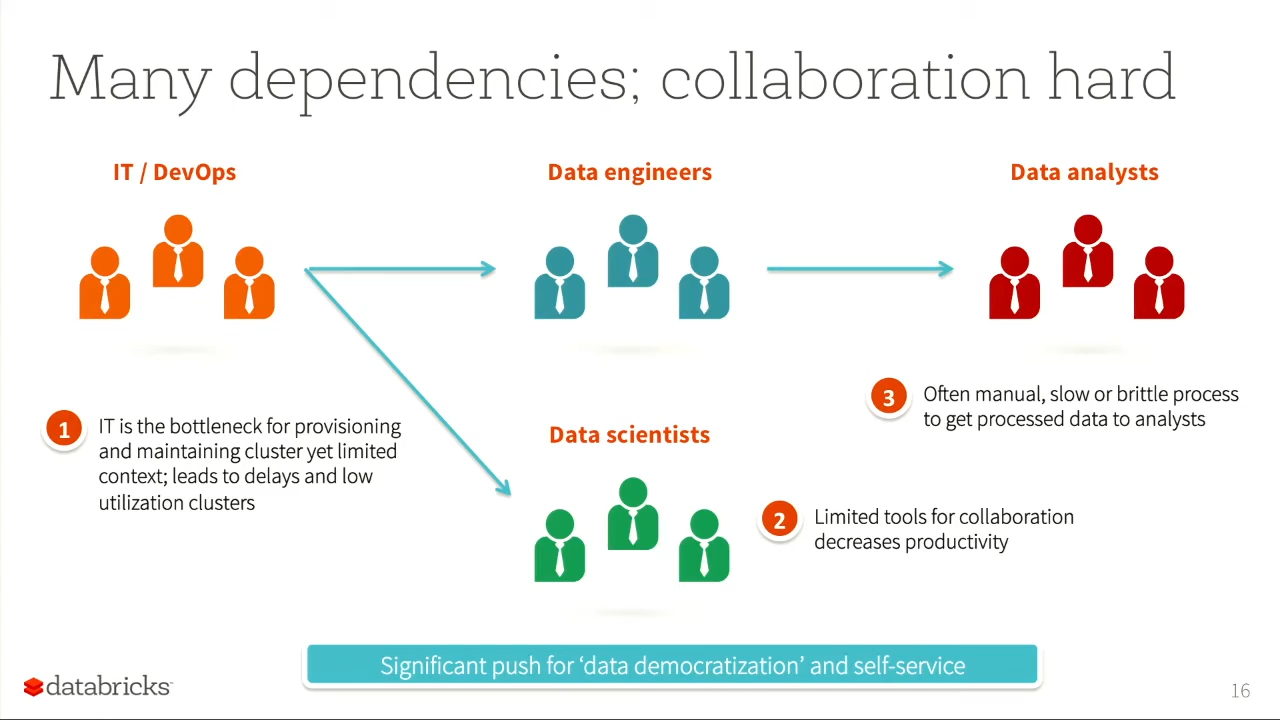 Many dependencies; collaboration hard
IT / DevOps
Data engineers
Data analysts
1
IT is the bottleneck for provisioning
and maintaining cluster yet limited
context; leads to delays and low
utilization clusters
3
Often manual, slow or brittle process
to get processed data to analysts
Data scientists
2
Limited tools for collaboration
decreases productivity
Significant push for ‘data democratization’ and self-service
databricks™
16